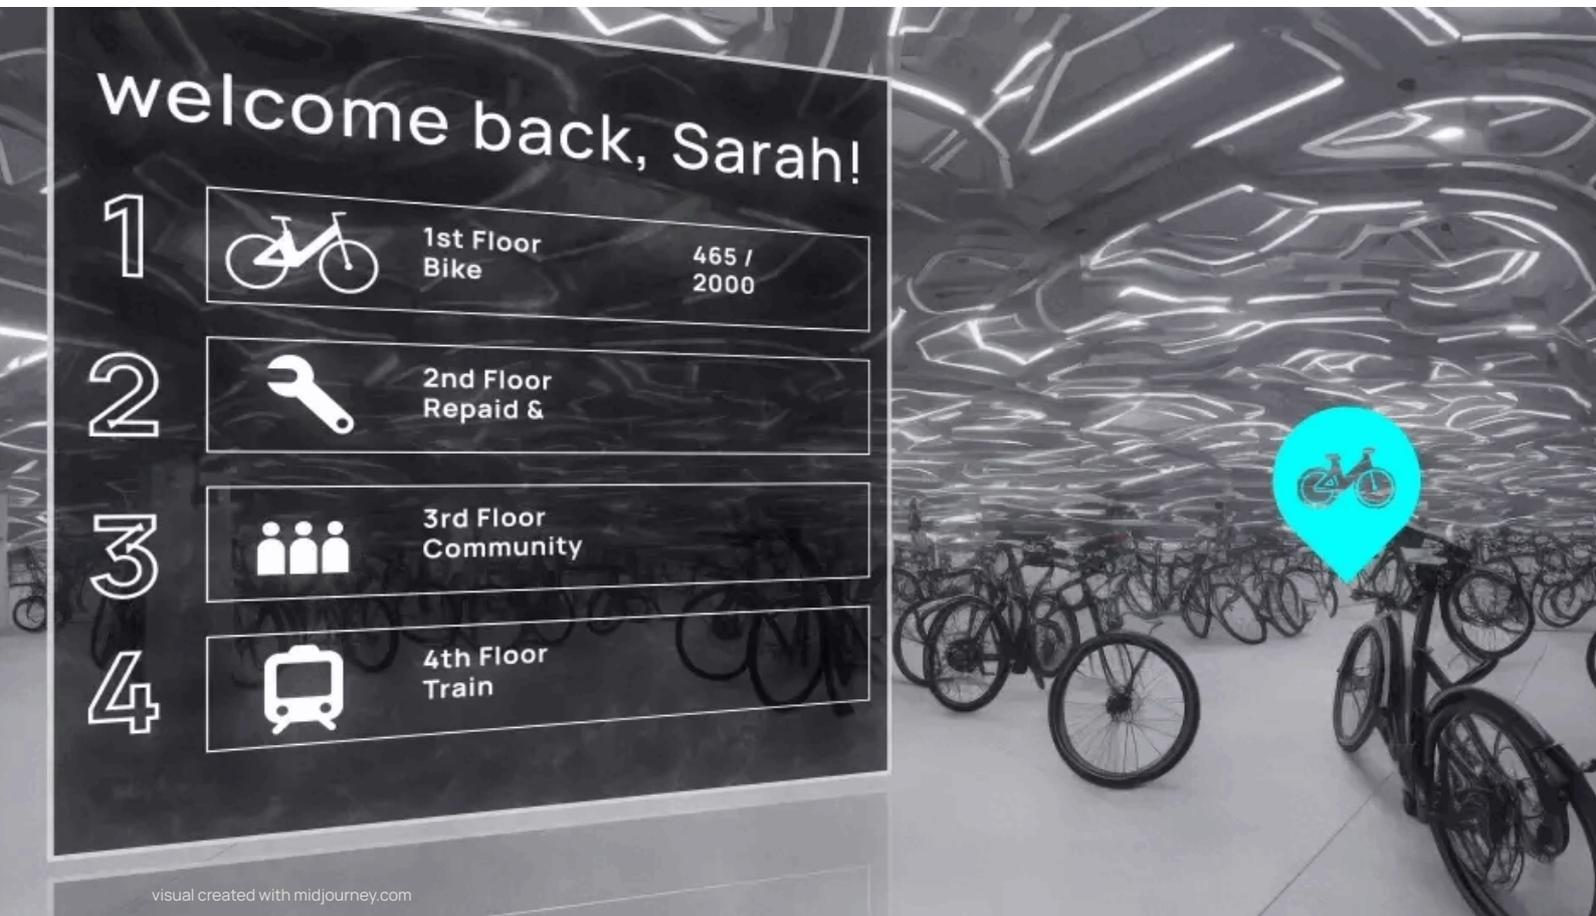 welcome back, Sarah!
1
1st Floor
Bike
465 /
2000
2
2nd Floor
Repaid &
3
3rd Floor
Community
4
4th Floor
Train
visual created with midjourney.com